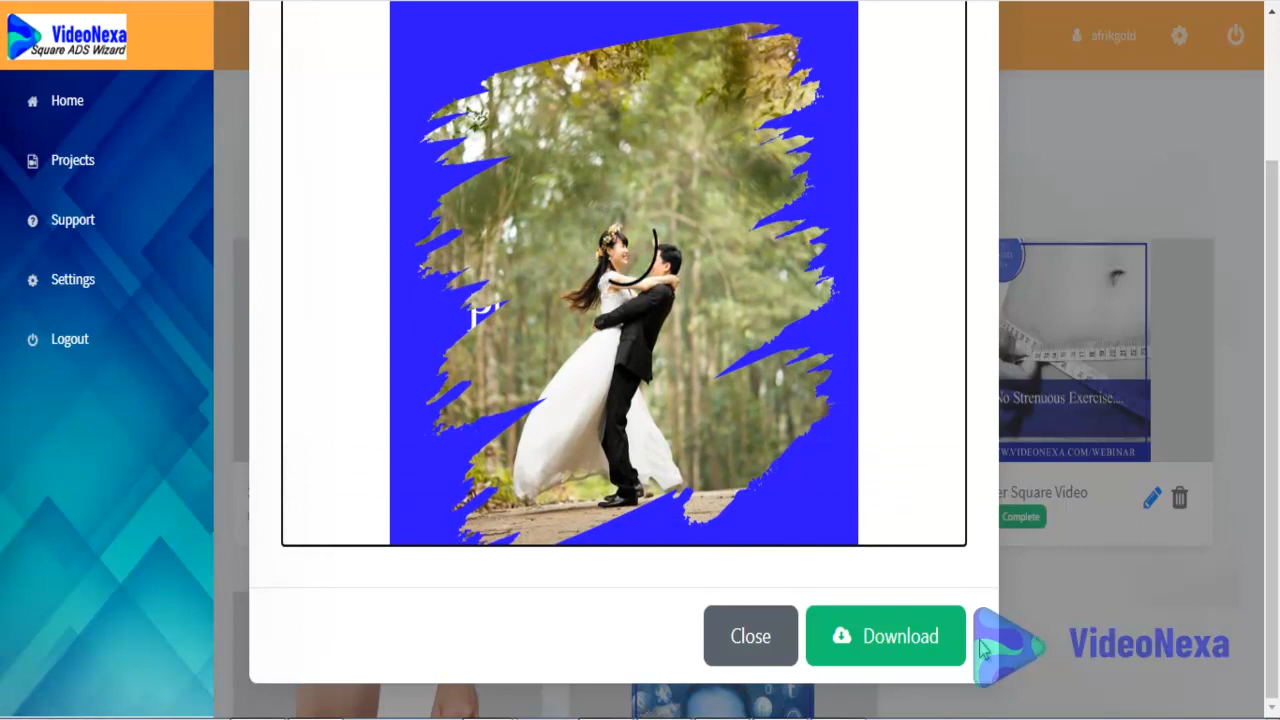 VideoNexa
Square ADS Wizard
afrikgold
Home
Projects
Support
Settings
Logout
No Strenuous Exercise....
WWW.VIDEONEXA.COM/WEBINAR
er Square Video
Complete
Close
Download
VideoNexa